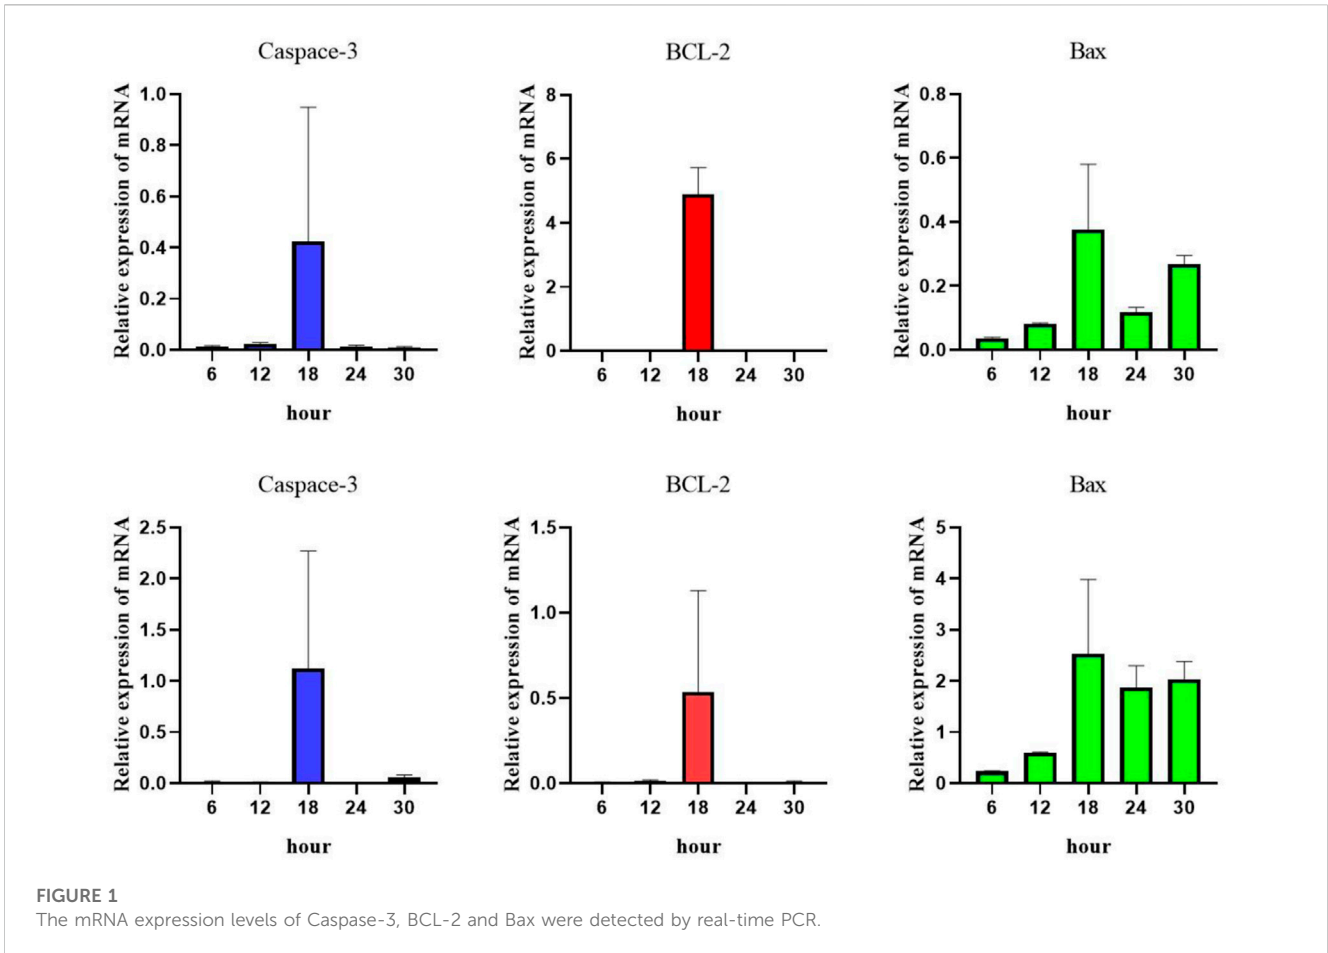 Caspace-3
Relative expression of mRNA
1.0
0.8
0.6
0.4
0.2
0.0
6 12 18 24 30
hour
BCL-2
Relative expression of mRNA
8
6
4
2
0
6 12 18 24 30
hour
Bax
Relative expression of mRNA
0.8
0.6
0.4
0.2
0.0
6 12 18 24 30
hour
Caspace-3
Relative expression of mRNA
2.5
2.0
1.5
1.0
0.5
0.0
6 12 18 24 30
hour
BCL-2
Relative expression of mRNA
1.5
1.0
0.5
0.0
6 12 18 24 30
hour
Bax
Relative expression of mRNA
5
4
3
2
1
0
6 12 18 24 30
hour
FIGURE 1
The mRNA expression levels of Caspase-3, BCL-2 and Bax were detected by real-time PCR.